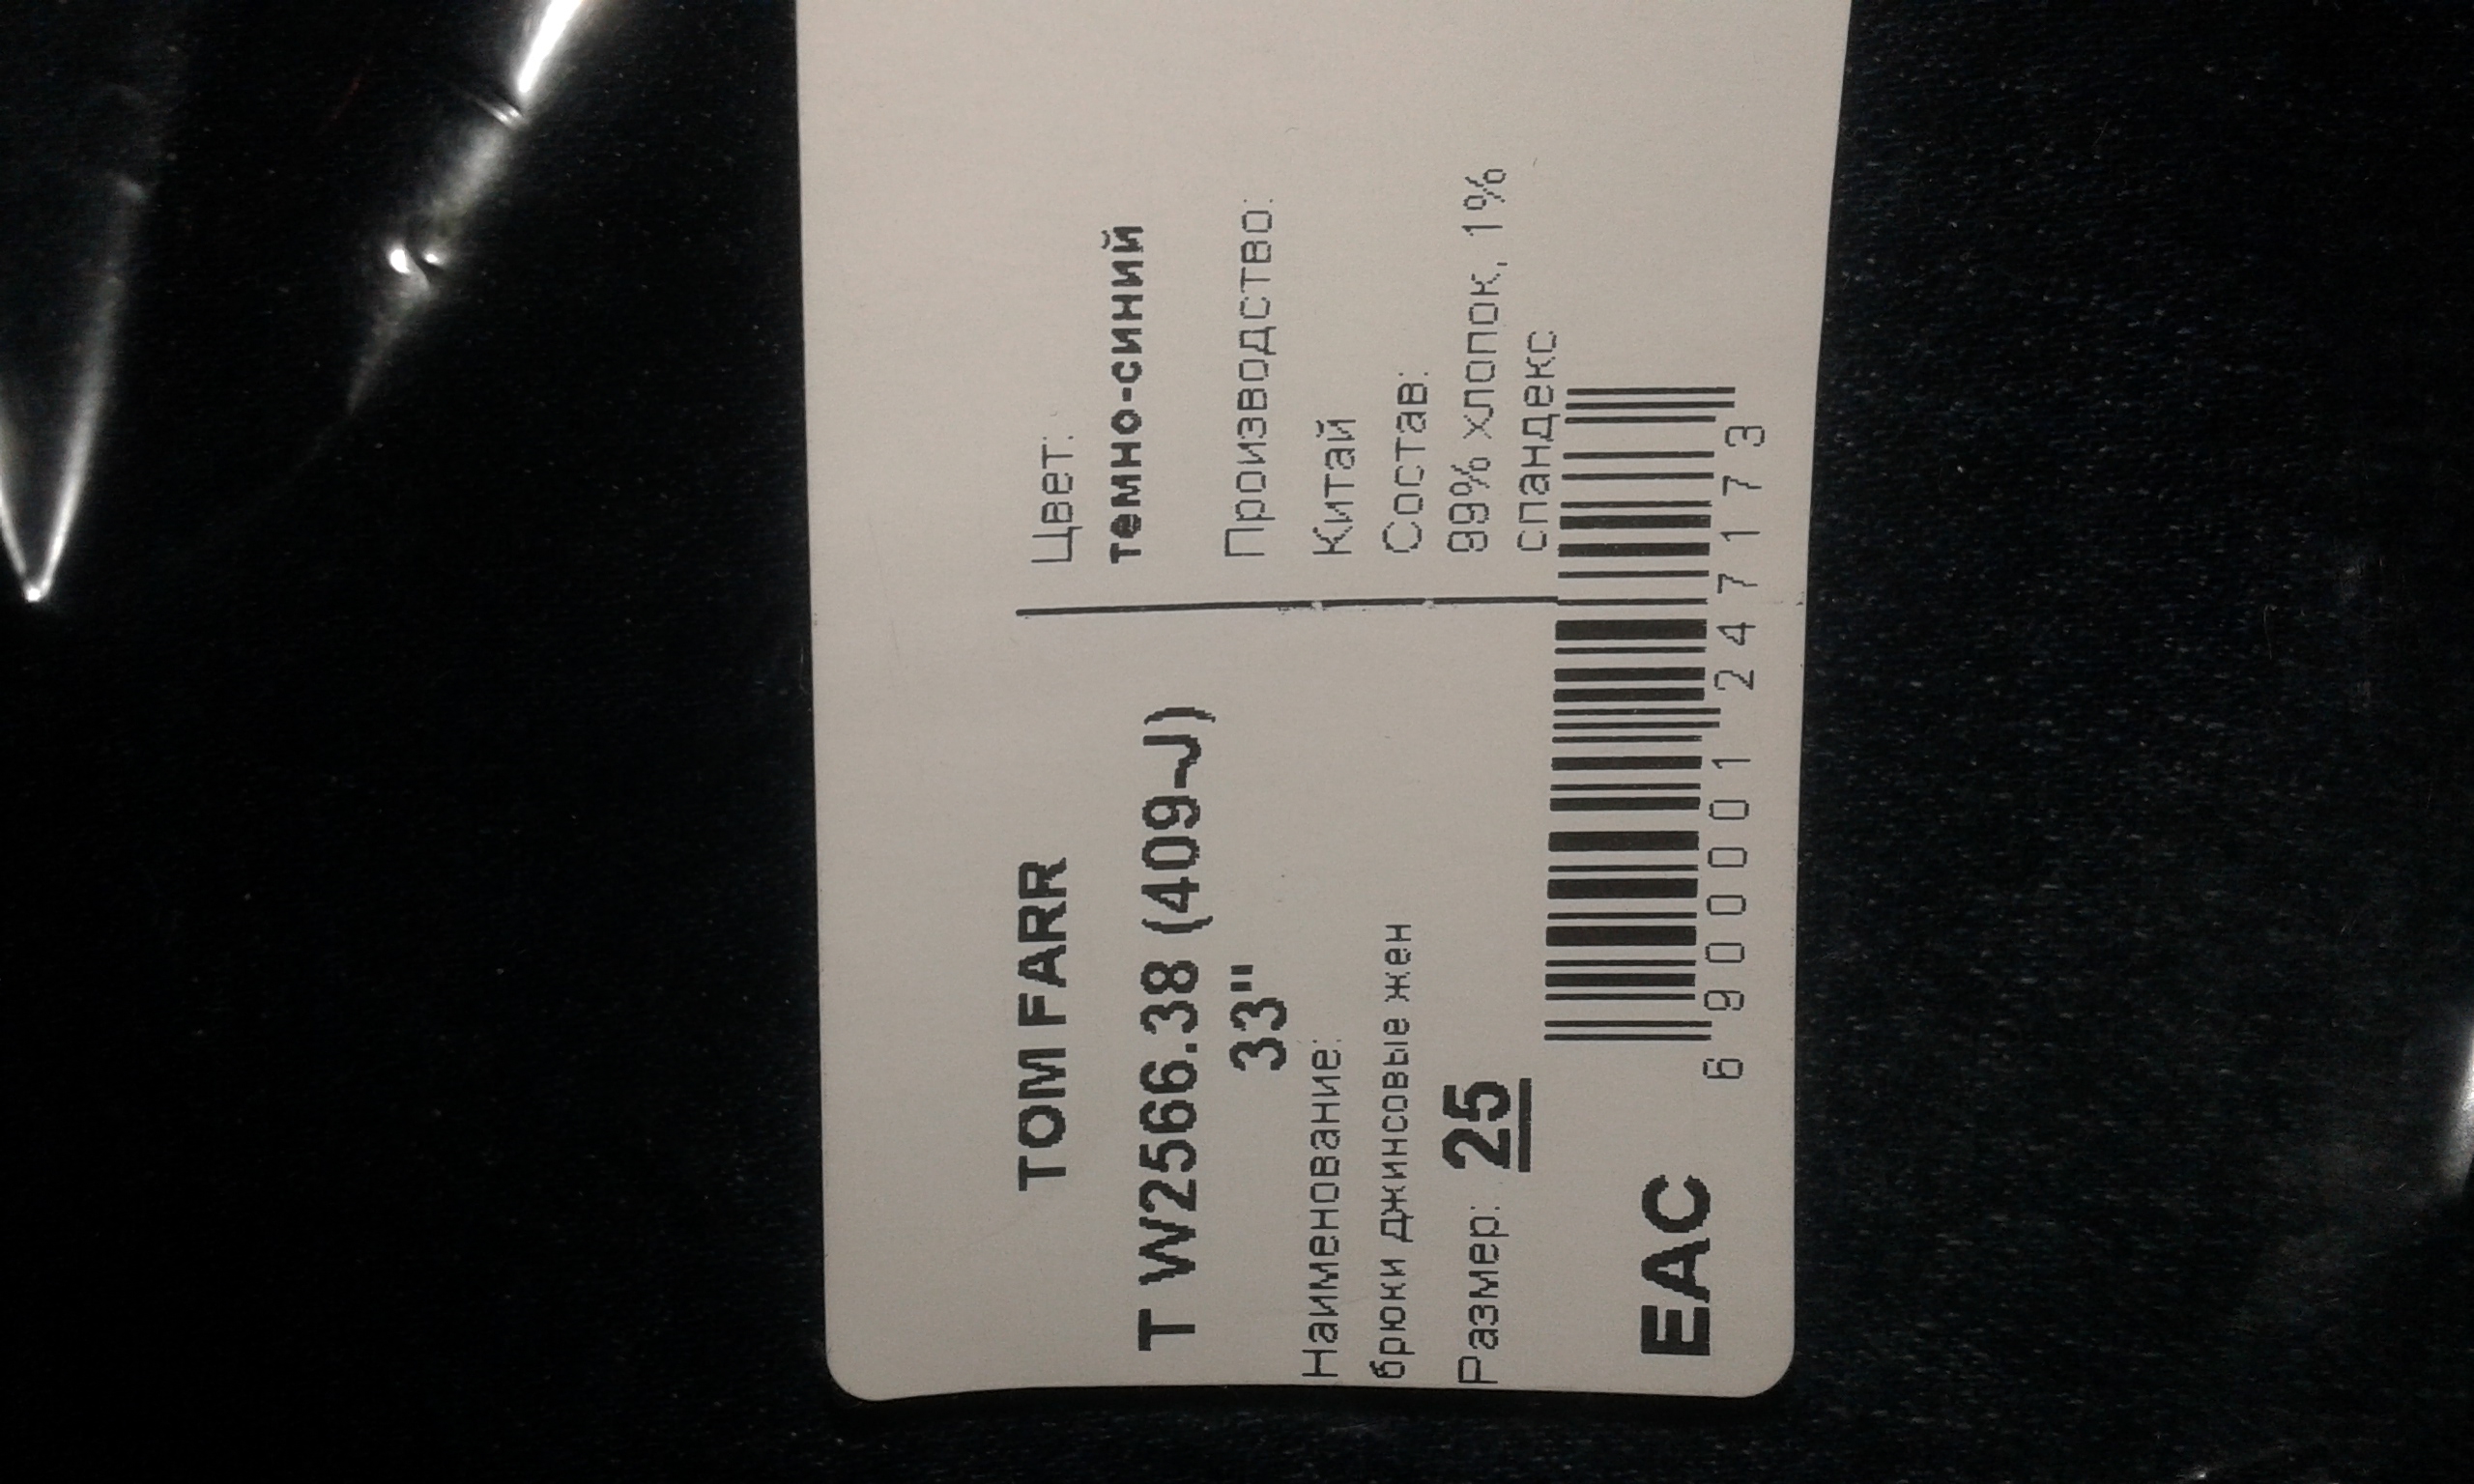 TOM FARR
T W2566.38 (409-J)
33"
Наименование:
брюки джинсовые жен
Размер: 25
Цвет:
темно-синий
Производство:
Китай
Состав:
99% хлопок, 1%
спандекс
EAC
6 900001 247173